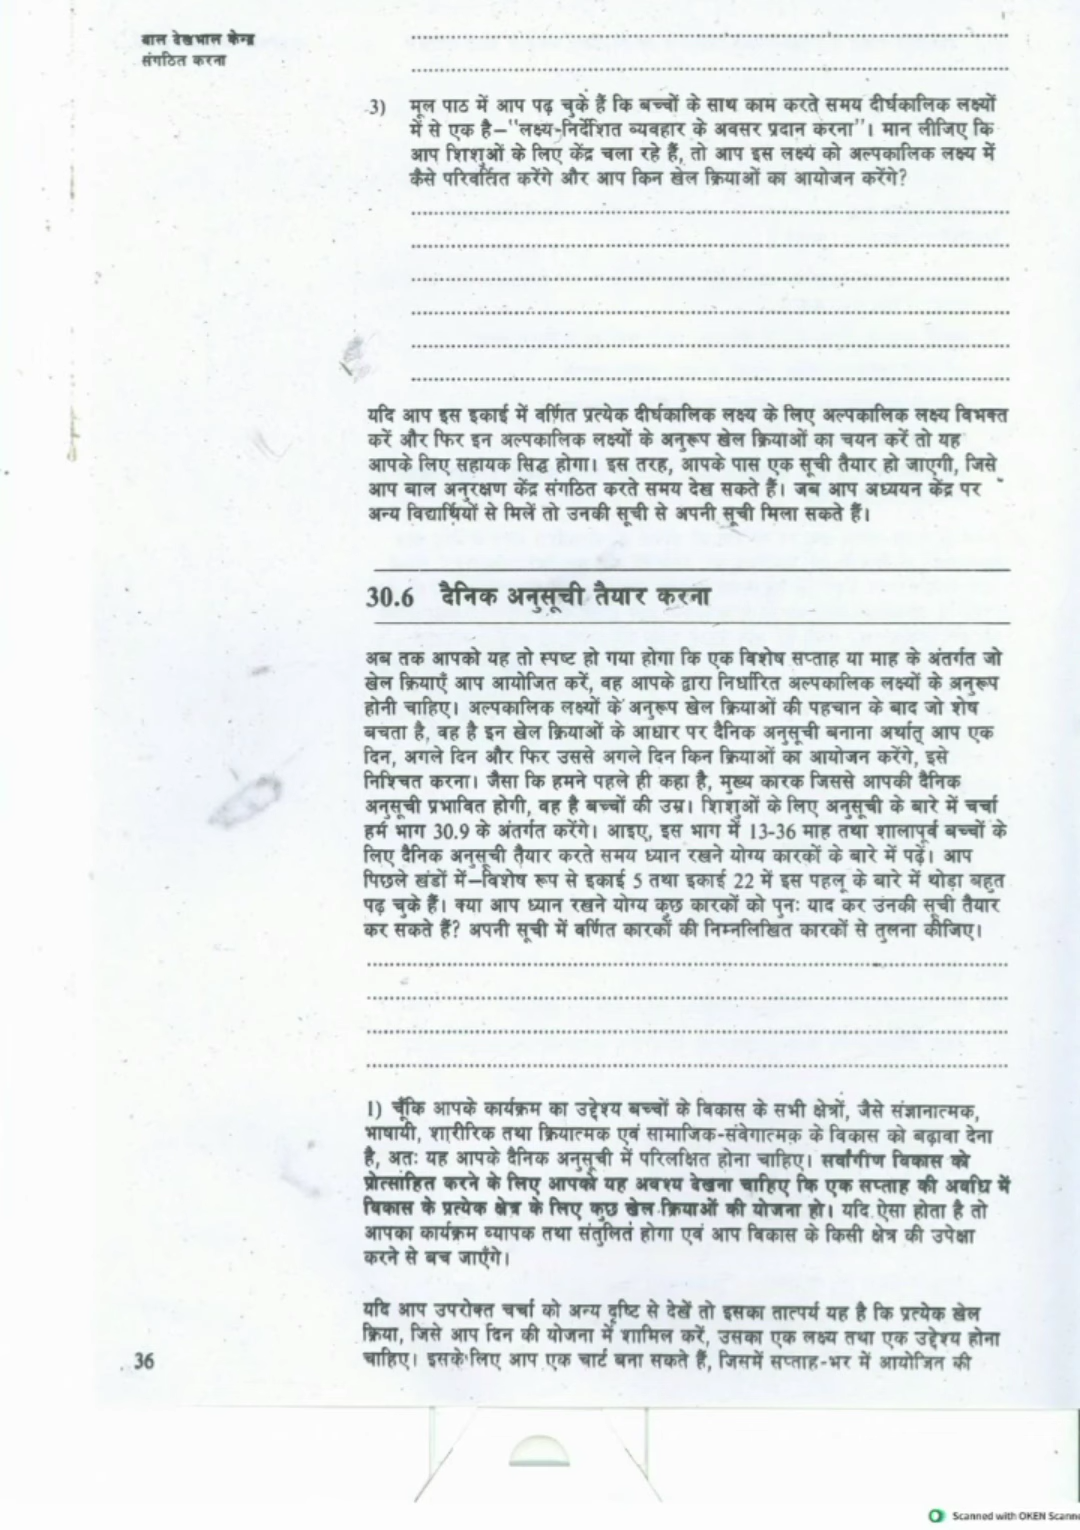 बाल देखभाल केन्द्र
संगठित करना
3) मूल पाठ में आप पढ़ चुके हैं कि बच्चों के साथ काम करते समय दीर्घकालिक लक्ष्यों
में से एक है–"लक्ष्य-निर्देशित व्यवहार के अवसर प्रदान करना"। मान लीजिए कि
आप शिशुओं के लिए केंद्र चला रहे हैं, तो आप इस लक्ष्य को अल्पकालिक लक्ष्य में
कैसे परिवर्तित करेंगे और आप किन खेल क्रियाओं का आयोजन करेंगे?
यदि आप इस इकाई में वर्णित प्रत्येक दीर्घकालिक लक्ष्य के लिए अल्पकालिक लक्ष्य विभक्त
करें और फिर इन अल्पकालिक लक्ष्यों के अनुरूप खेल क्रियाओं का चयन करें तो यह
आपके लिए सहायक सिद्ध होगा। इस तरह, आपके पास एक सूची तैयार हो जाएगी, जिसे
आप बाल अनुरक्षण केंद्र संगठित करते समय देख सकते हैं। जब आप अध्ययन केंद्र पर
अन्य विद्यार्थियों से मिलें तो उनकी सूची से अपनी सूची मिला सकते हैं।
30.6 दैनिक अनुसूची तैयार करना
अब तक आपको यह तो स्पष्ट हो गया होगा कि एक विशेष सप्ताह या माह के अंतर्गत जो
खेल क्रियाएँ आप आयोजित करें, वह आपके द्वारा निर्धारित अल्पकालिक लक्ष्यों के अनुरूप
होनी चाहिए। अल्पकालिक लक्ष्यों के अनुरूप खेल क्रियाओं की पहचान के बाद जो शेष
बचता है, वह है इन खेल क्रियाओं के आधार पर दैनिक अनुसूची बनाना अर्थात् आप एक
दिन, अगले दिन और फिर उससे अगले दिन किन क्रियाओं का आयोजन करेंगे, इसे
निश्चित करना। जैसा कि हमने पहले ही कहा है, मुख्य कारक जिससे आपकी दैनिक
अनुसूची प्रभावित होगी, वह है बच्चों की उम्र। शिशुओं के लिए अनुसूची के बारे में चर्चा
हम भाग 30.9 के अंतर्गत करेंगे। आइए, इस भाग में 13-36 माह तथा शालापूर्व बच्चों के
लिए दैनिक अनुसूची तैयार करते समय ध्यान रखने योग्य कारकों के बारे में पढ़ें। आप
पिछले खंडों में–विशेष रूप से इकाई 5 तथा इकाई 22 में इस पहलू के बारे में थोड़ा बहुत
पढ़ चुके हैं। क्या आप ध्यान रखने योग्य कुछ कारकों को पुनः याद कर उनकी सूची तैयार
कर सकते हैं? अपनी सूची में वर्णित कारकों की निम्नलिखित कारकों से तुलना कीजिए।
1) चूँकि आपके कार्यक्रम का उद्देश्य बच्चों के विकास के सभी क्षेत्रों, जैसे संज्ञानात्मक,
भाषायी, शारीरिक तथा क्रियात्मक एवं सामाजिक-संवेगात्मक के विकास को बढ़ावा देना
है, अतः यह आपके दैनिक अनुसूची में परिलक्षित होना चाहिए। सर्वांगीण विकास को
प्रोत्साहित करने के लिए आपको यह अवश्य देखना चाहिए कि एक सप्ताह की अवधि में
विकास के प्रत्येक क्षेत्र के लिए कुछ खेल क्रियाओं की योजना हो। यदि ऐसा होता है तो
आपका कार्यक्रम व्यापक तथा संतुलित होगा एवं आप विकास के किसी क्षेत्र की उपेक्षा
करने से बच जाएँगे।
यदि आप उपरोक्त चर्चा को अन्य दृष्टि से देखें तो इसका तात्पर्य यह है कि प्रत्येक खेल
क्रिया, जिसे आप दिन की योजना में शामिल करें, उसका एक लक्ष्य तथा एक उद्देश्य होना
चाहिए। इसके लिए आप एक चार्ट बना सकते हैं, जिसमें सप्ताह-भर में आयोजित की
36
Scanned with OKEN Scanne